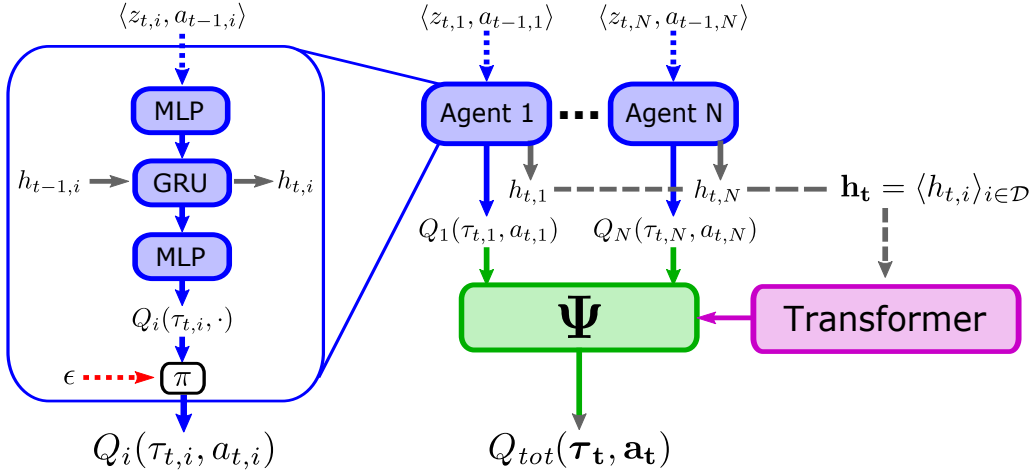 ⟨z_{t,i}, a_{t−1,i}⟩
MLP
h_{t−1,i} GRU h_{t,i}
MLP
Q_i(τ_{t,i}, ·)
ϵ π
Q_i(τ_{t,i}, a_{t,i})
⟨z_{t,1}, a_{t−1,1}⟩ ⟨z_{t,N}, a_{t−1,N}⟩
Agent 1 ... Agent N
h_{t,1} h_{t,N} 𝐡_𝐭 = ⟨h_{t,i}⟩_{i∈𝒟}
Q_1(τ_{t,1}, a_{t,1}) Q_N(τ_{t,N}, a_{t,N})
Ψ Transformer
Q_{tot}(𝛕_𝐭, 𝐚_𝐭)